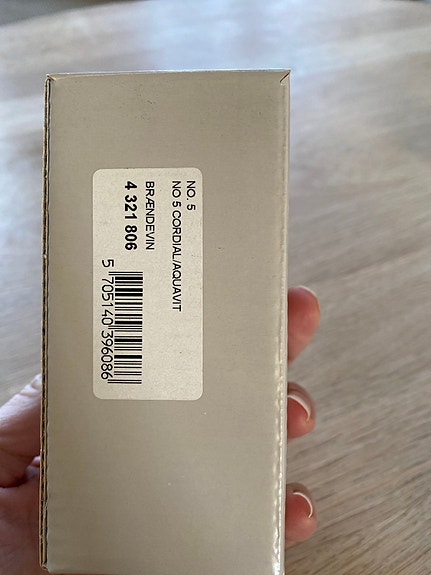 NO. 5
NO 5 CORDIAL/AQUAVIT
BRÆNDEVIN
4 321 806
5 705140 396086